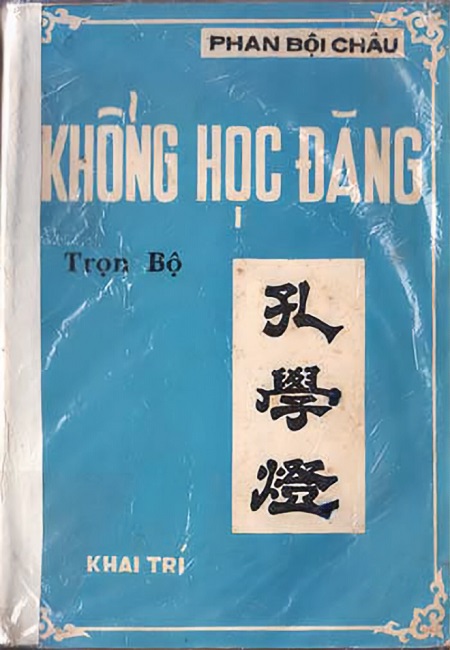 PHAN BỘI CHÂU
KHỔNG HỌC ĐĂNG
Trọn Bộ
孔
學
燈
KHAI TRÍ